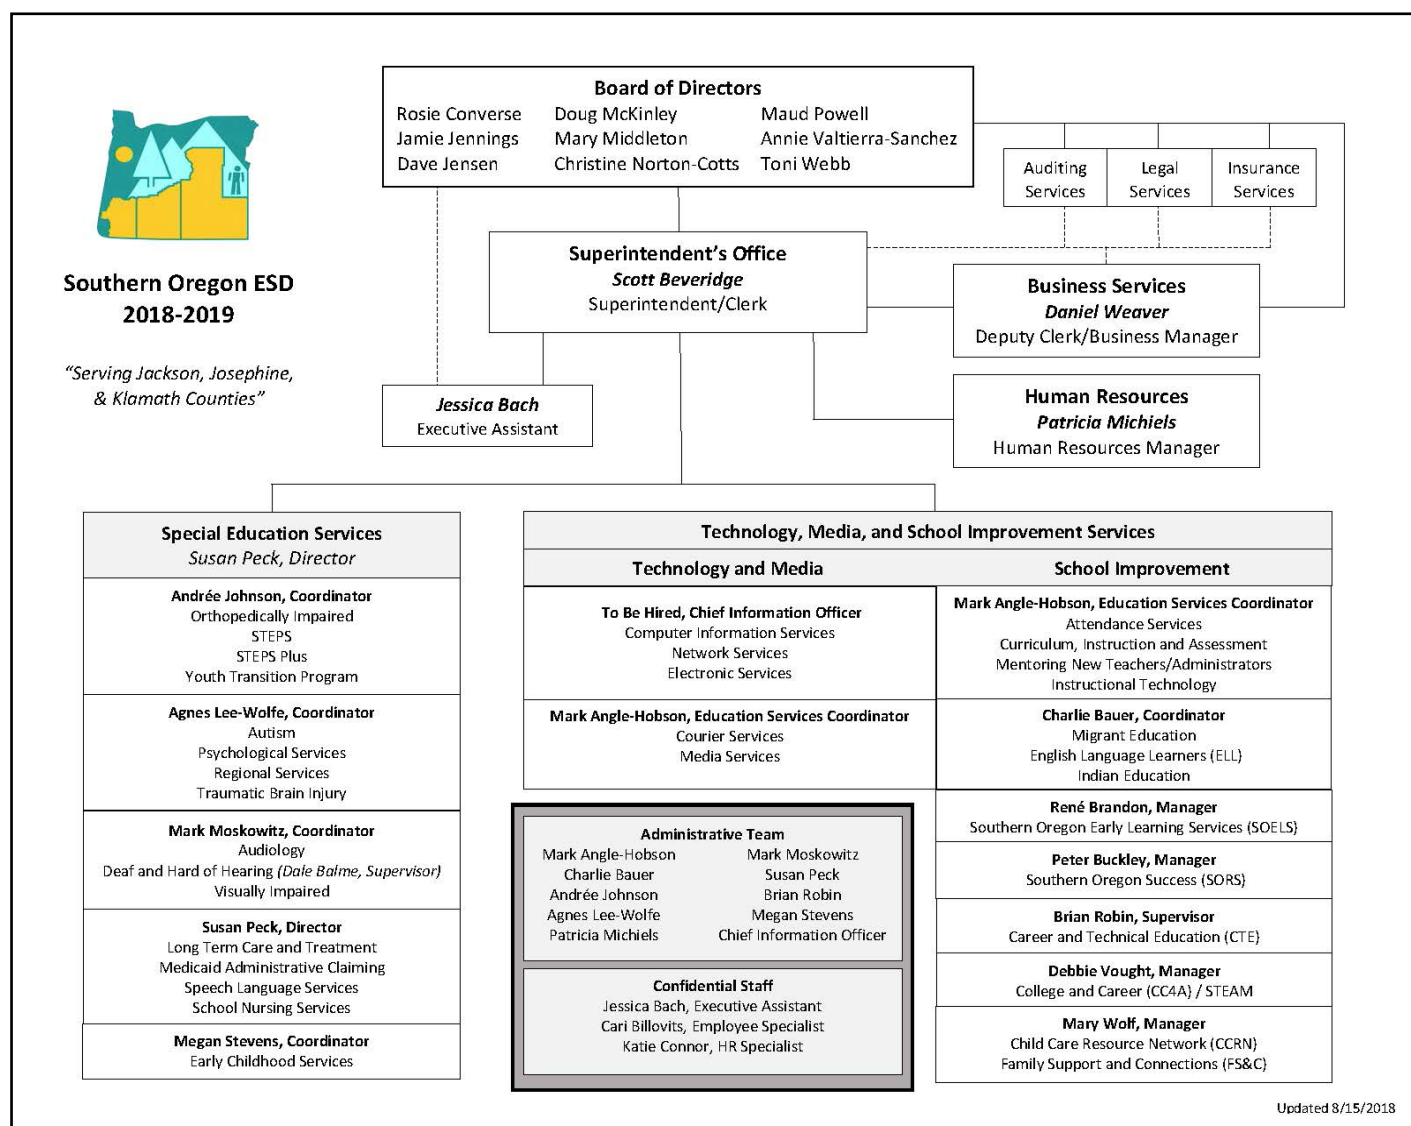 Board of Directors
Rosie Converse Doug McKinley Maud Powell
Jamie Jennings Mary Middleton Annie Valtierra-Sanchez
Dave Jensen Christine Norton-Cotts Toni Webb
Auditing Services
Legal Services
Insurance Services
Southern Oregon ESD
2018-2019
“Serving Jackson, Josephine,
& Klamath Counties”
Superintendent’s Office
Scott Beveridge
Superintendent/Clerk
Business Services
Daniel Weaver
Deputy Clerk/Business Manager
Jessica Bach
Executive Assistant
Human Resources
Patricia Michiels
Human Resources Manager
Special Education Services
Susan Peck, Director
Andrée Johnson, Coordinator
Orthopedically Impaired
STEPS
STEPS Plus
Youth Transition Program
Agnes Lee-Wolfe, Coordinator
Autism
Psychological Services
Regional Services
Traumatic Brain Injury
Mark Moskowitz, Coordinator
Audiology
Deaf and Hard of Hearing (Dale Balme, Supervisor)
Visually Impaired
Susan Peck, Director
Long Term Care and Treatment
Medicaid Administrative Claiming
Speech Language Services
School Nursing Services
Megan Stevens, Coordinator
Early Childhood Services
Technology, Media, and School Improvement Services
Technology and Media
To Be Hired, Chief Information Officer
Computer Information Services
Network Services
Electronic Services
Mark Angle-Hobson, Education Services Coordinator
Courier Services
Media Services
School Improvement
Mark Angle-Hobson, Education Services Coordinator
Attendance Services
Curriculum, Instruction and Assessment
Mentoring New Teachers/Administrators
Instructional Technology
Charlie Bauer, Coordinator
Migrant Education
English Language Learners (ELL)
Indian Education
René Brandon, Manager
Southern Oregon Early Learning Services (SOELS)
Peter Buckley, Manager
Southern Oregon Success (SORS)
Brian Robin, Supervisor
Career and Technical Education (CTE)
Debbie Vought, Manager
College and Career (CC4A) / STEAM
Mary Wolf, Manager
Child Care Resource Network (CCRN)
Family Support and Connections (FS&C)
Administrative Team
Mark Angle-Hobson Mark Moskowitz
Charlie Bauer Susan Peck
Andrée Johnson Brian Robin
Agnes Lee-Wolfe Megan Stevens
Patricia Michiels Chief Information Officer
Confidential Staff
Jessica Bach, Executive Assistant
Cari Billovits, Employee Specialist
Katie Connor, HR Specialist
Updated 8/15/2018